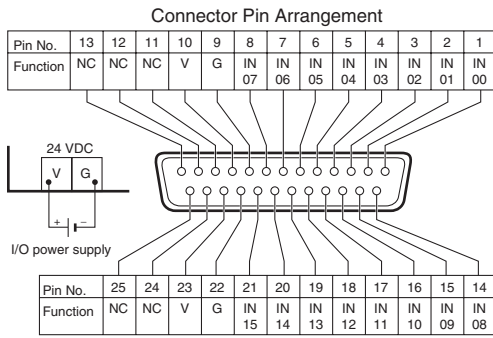 Connector Pin Arrangement
Pin No. 13 12 11 10 9 8 7 6 5 4 3 2 1
Function NC NC NC V G IN 07 IN 06 IN 05 IN 04 IN 03 IN 02 IN 01 IN 00
24 VDC
V G
+ −
I/O power supply
Pin No. 25 24 23 22 21 20 19 18 17 16 15 14
Function NC NC V G IN 15 IN 14 IN 13 IN 12 IN 11 IN 10 IN 09 IN 08